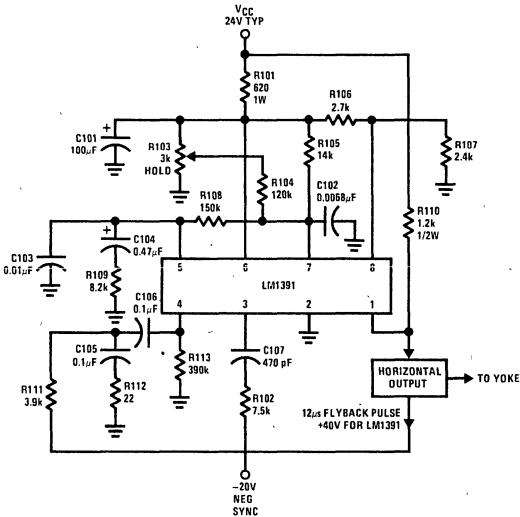 VCC
24V TYP
R101
620
1W
R106
2.7k
C101
100µF
R103
3k
HOLD
R105
14k
R107
2.4k
R104
120k
C102
0.0068µF
R108
150k
R110
1.2k
1/2W
C103
0.01µF
C104
0.47µF
R109
8.2k
5
6
7
8
LM1391
4
3
2
1
C106
0.1µF
C105
0.1µF
R113
390k
C107
470 pF
HORIZONTAL
OUTPUT
TO YOKE
R111
3.9k
R112
22
R102
7.5k
12µs FLYBACK PULSE
+40V FOR LM1391
−20V
NEG
SYNC